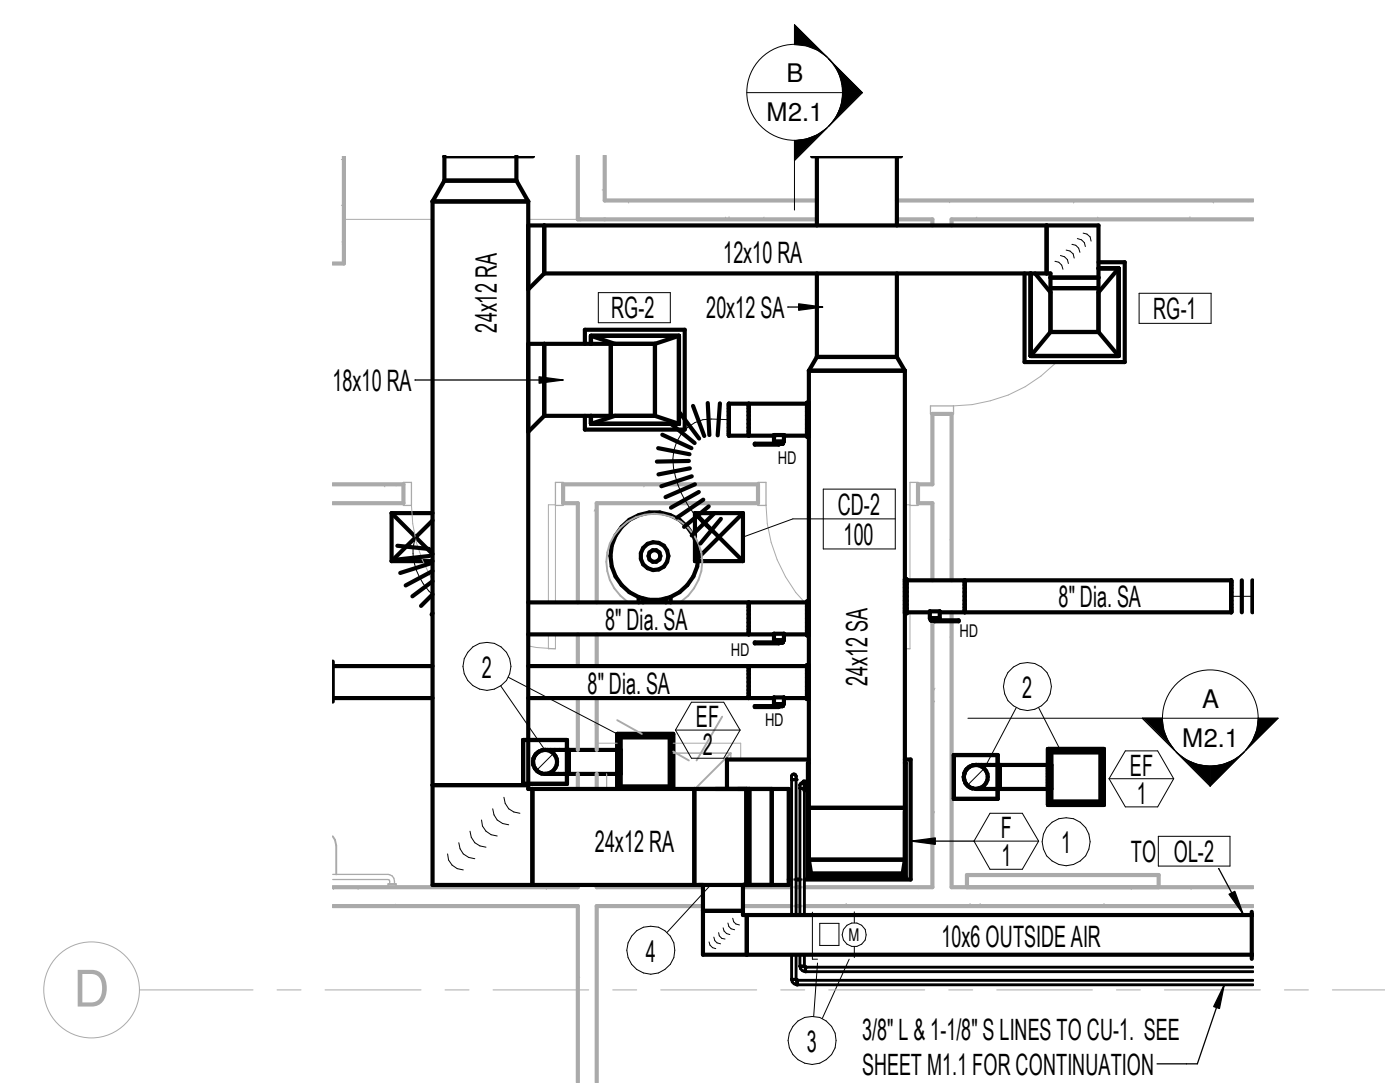 B
M2.1
24x12 RA
12x10 RA
RG-2
20x12 SA
RG-1
18x10 RA
HD
CD-2
100
8" Dia. SA
8" Dia. SA
HD
HD
24x12 SA
2
8" Dia. SA
HD
2
A
M2.1
EF
2
EF
1
24x12 RA
F
1
1
TO OL-2
4
M
10x6 OUTSIDE AIR
D
3
3/8" L & 1-1/8" S LINES TO CU-1. SEE
SHEET M1.1 FOR CONTINUATION